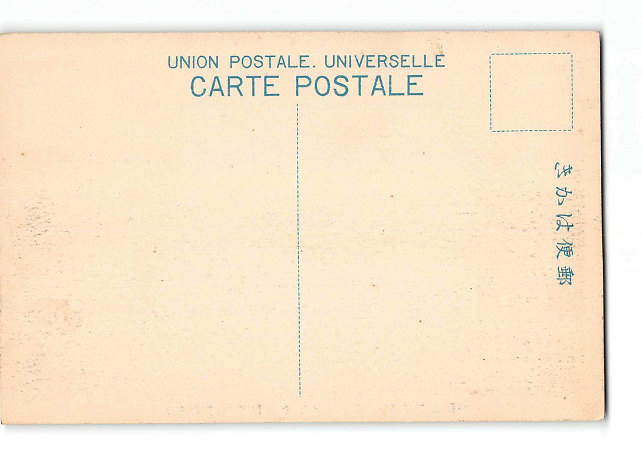 UNION POSTALE. UNIVERSELLE
CARTE POSTALE
きかは便郵